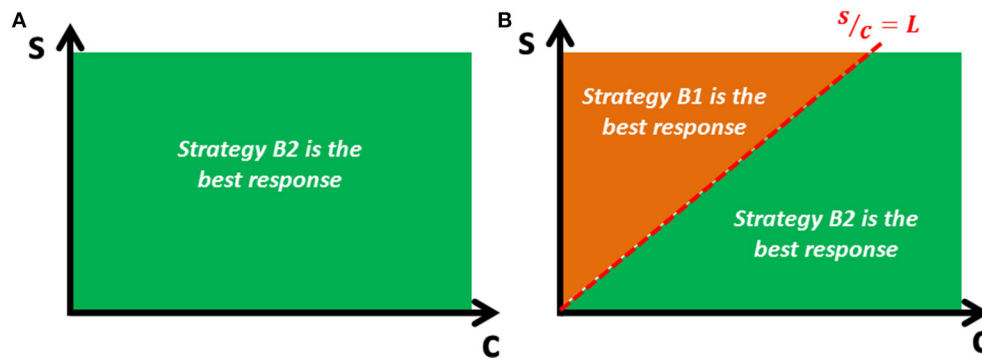 A
S
Strategy B2 is the
best response
C
B
S
s/c = L
Strategy B1 is the
best response
Strategy B2 is the
best response
C